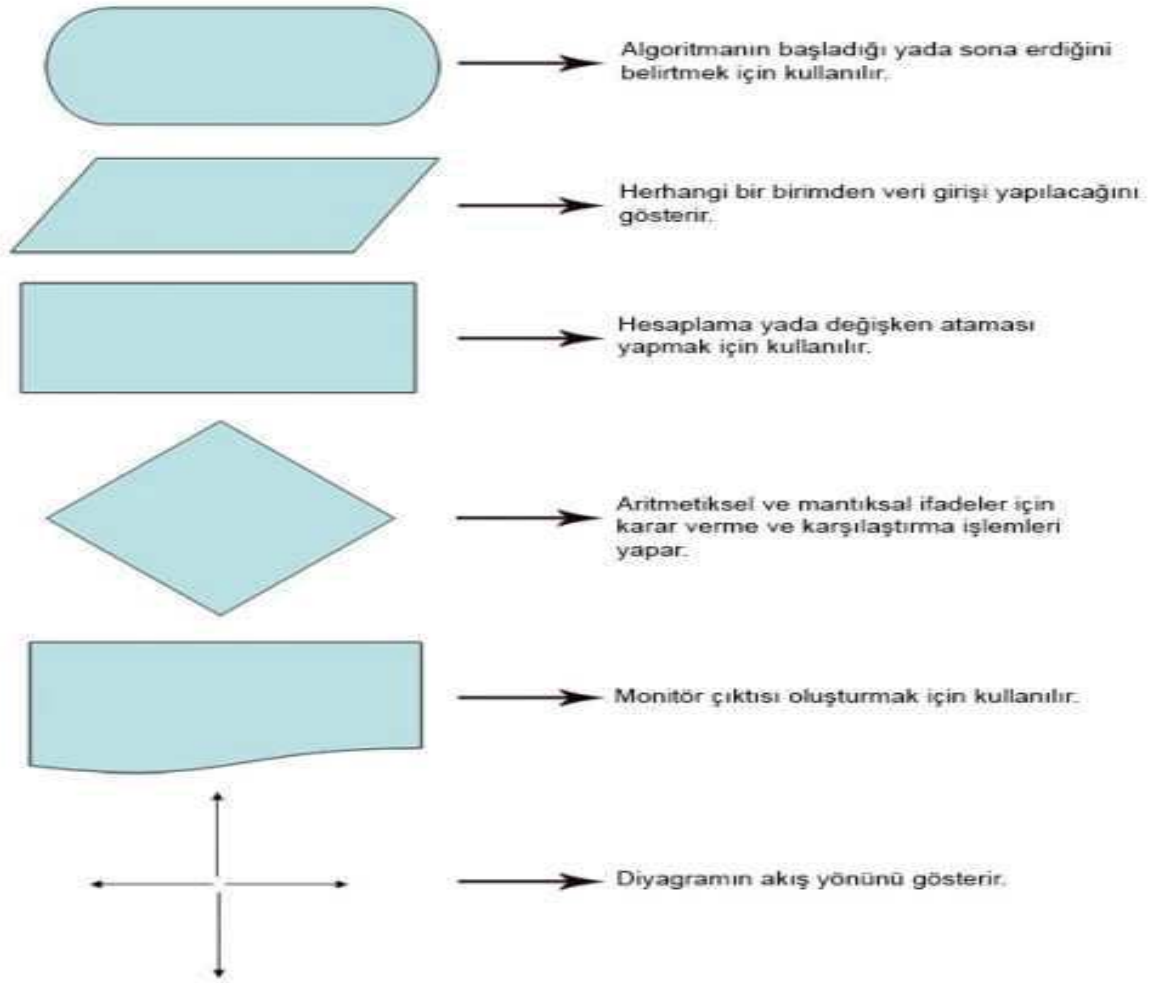 Algoritmanın başladığı yada sona erdiğini
belirtmek için kullanılır.
Herhangi bir birimden veri girişi yapılacağını
gösterir.
Hesaplama yada değişken ataması
yapmak için kullanılır.
Aritmetiksel ve mantıksal ifadeler için
karar verme ve karşılaştırma işlemleri
yapar.
Monitör çıktısı oluşturmak için kullanılır.
Diyagramın akış yönünü gösterir.